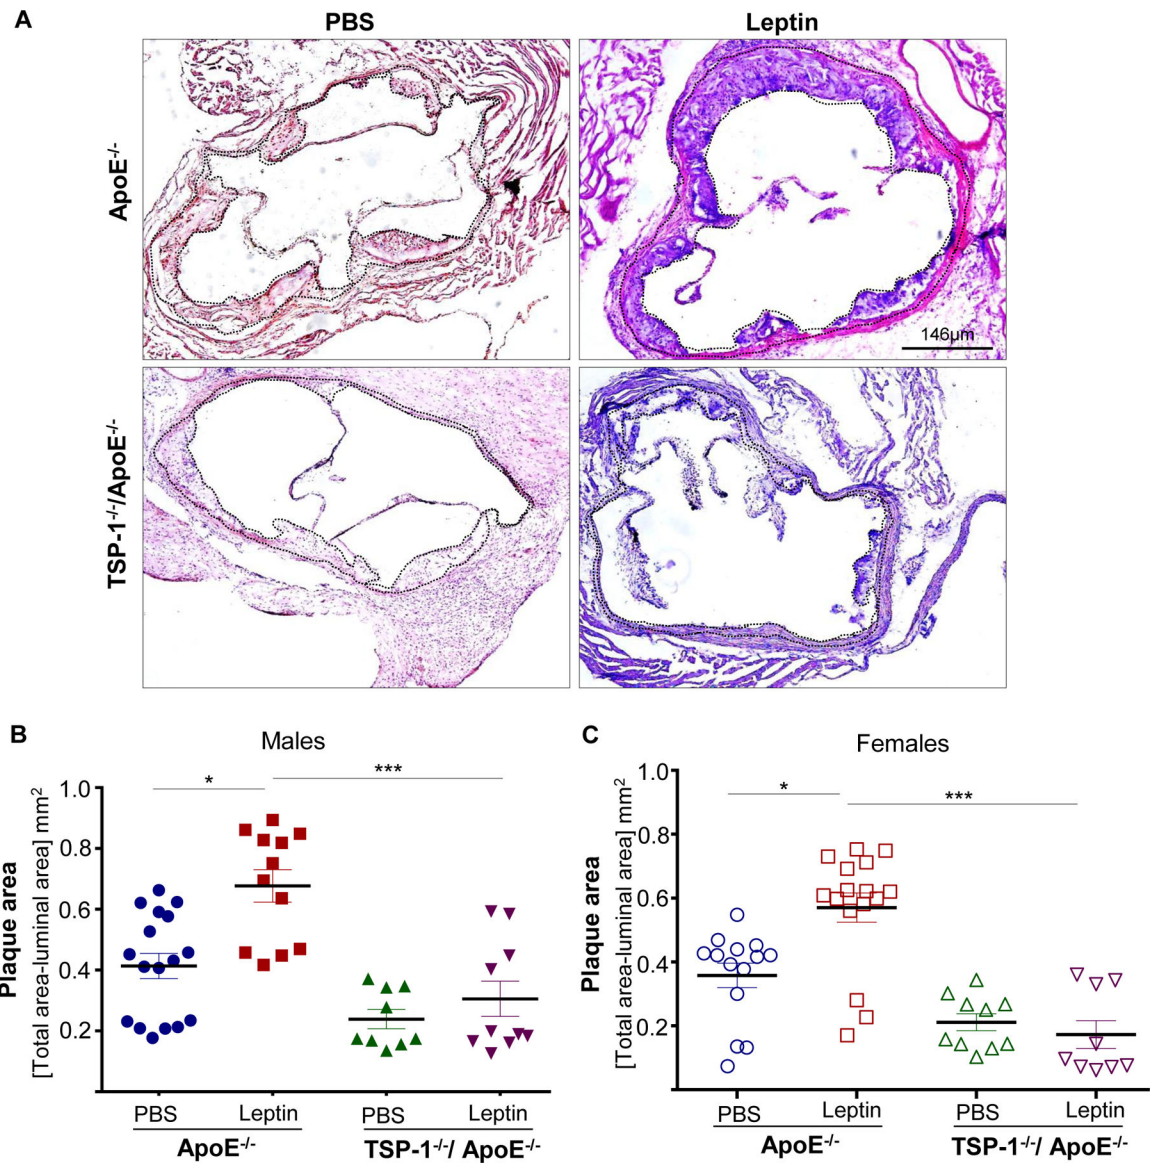 A
PBS
Leptin
ApoE-/-
TSP-1-/-/ApoE-/-
146µm
B
Males
Plaque area
[Total area-luminal area] mm2
1.0
0.8
0.6
0.4
0.2
*
***
PBS
Leptin
PBS
Leptin
ApoE-/-
TSP-1-/-/ ApoE-/-
C
Females
Plaque area
[Total area-luminal area] mm2
1.0
0.8
0.6
0.4
0.2
*
***
PBS
Leptin
PBS
Leptin
ApoE-/-
TSP-1-/-/ ApoE-/-